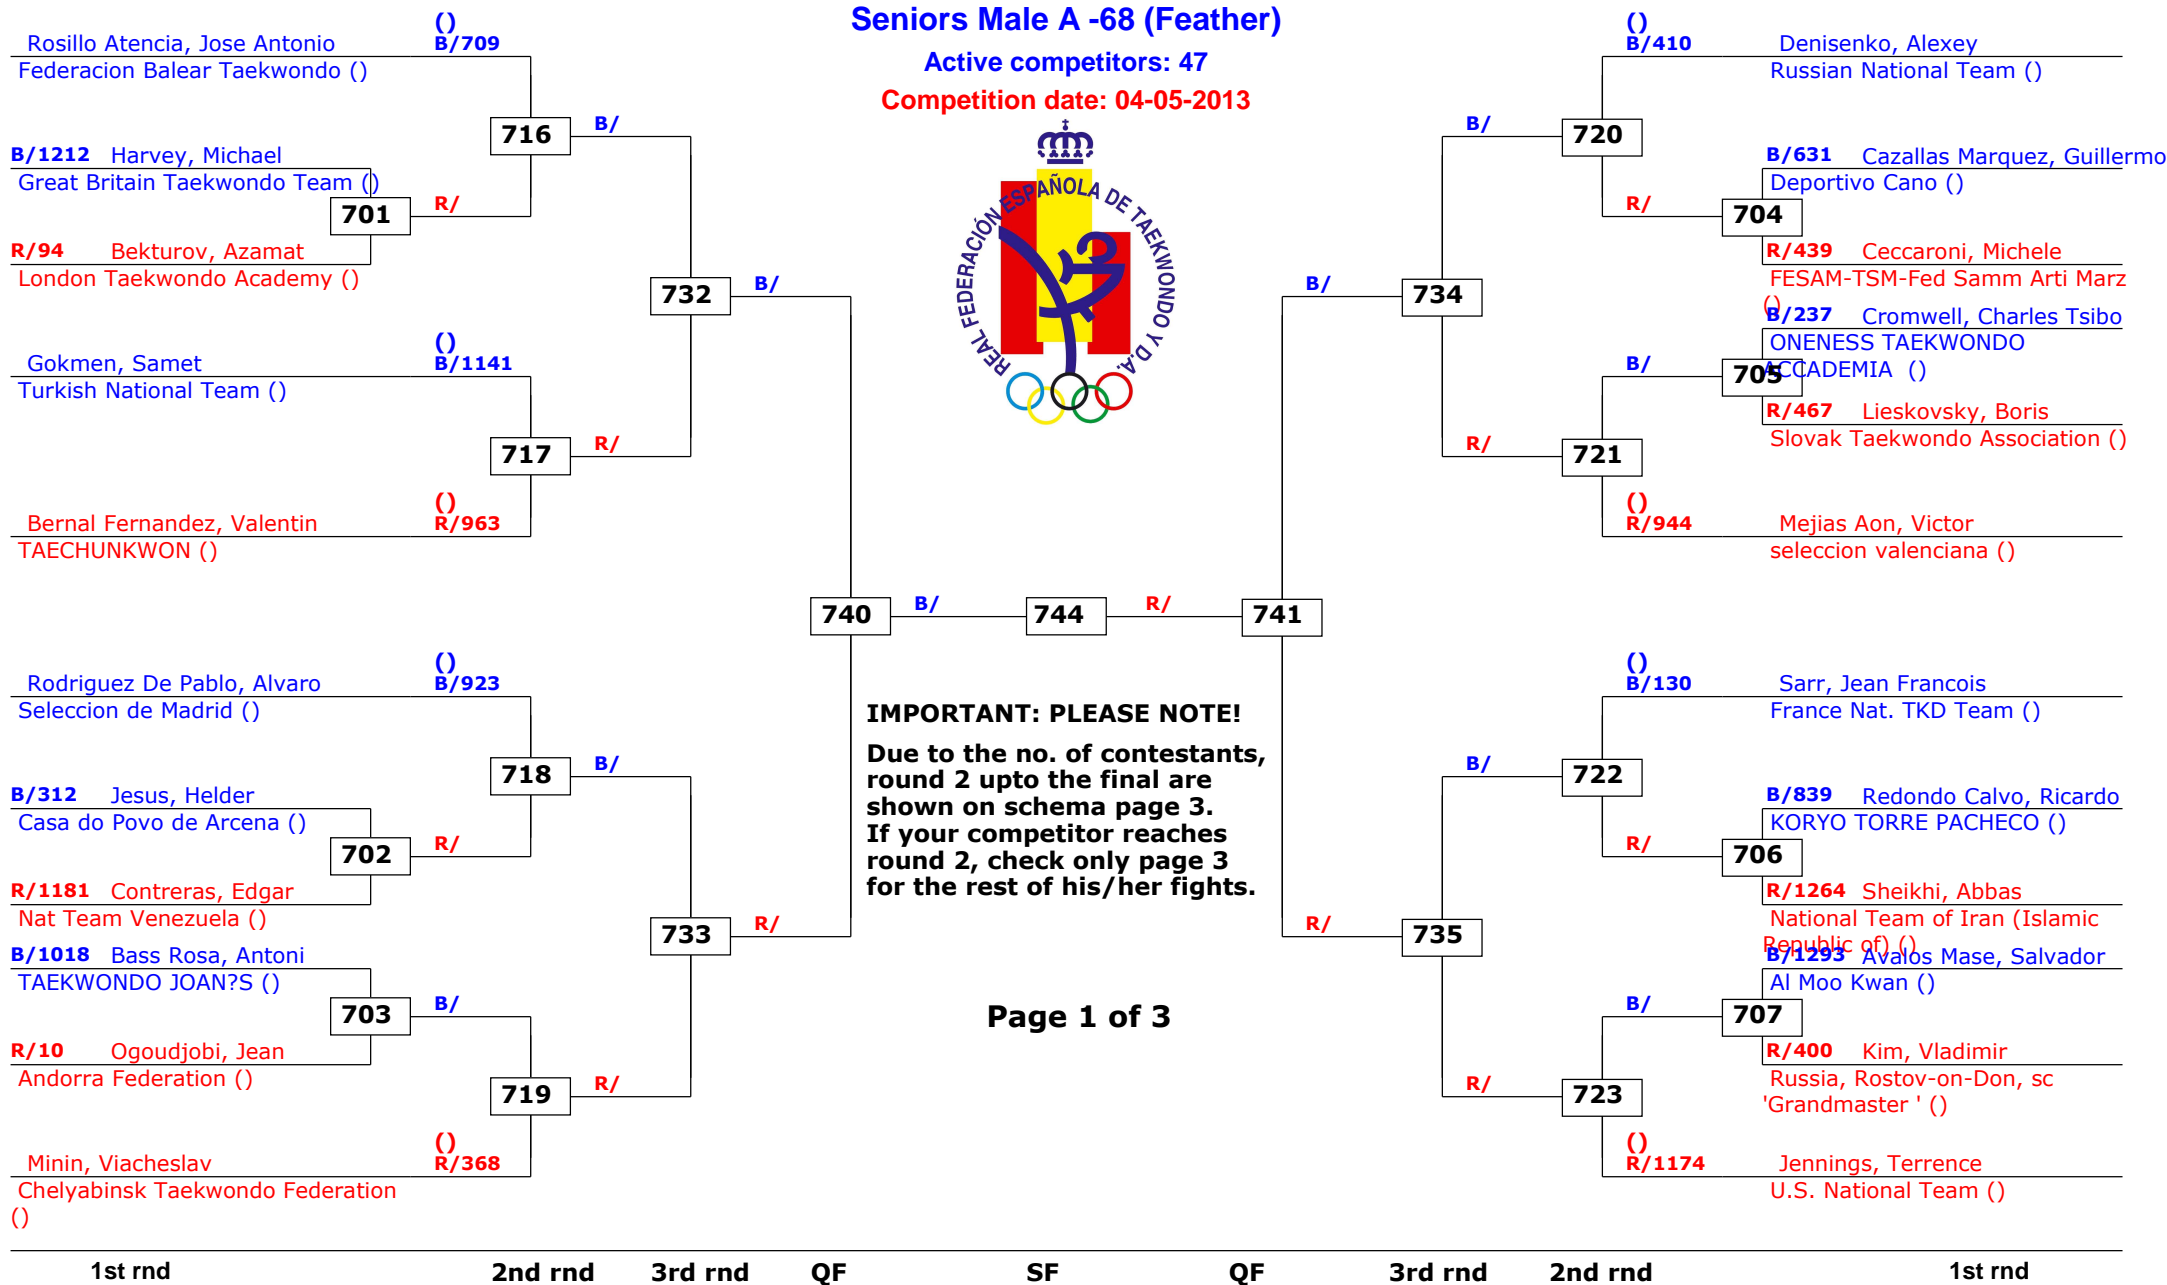 Seniors Male A -68 (Feather)
Active competitors: 47
Competition date: 04-05-2013
REAL FEDERACIÓN ESPAÑOLA DE TAEKWONDO Y D.A.
()
Rosillo Atencia, Jose Antonio B/709
Federacion Balear Taekwondo ()
716
B/
B/1212 Harvey, Michael
Great Britain Taekwondo Team ()
701
R/
R/94 Bekturov, Azamat
London Taekwondo Academy ()
732
B/
()
Gokmen, Samet B/1141
Turkish National Team ()
717
R/
()
Bernal Fernandez, Valentin R/963
TAECHUNKWON ()
740
B/
744
R/
741
()
Rodriguez De Pablo, Alvaro B/923
Seleccion de Madrid ()
718
B/
B/312 Jesus, Helder
Casa do Povo de Arcena ()
702
R/
R/1181 Contreras, Edgar
Nat Team Venezuela ()
733
R/
B/1018 Bass Rosa, Antoni
TAEKWONDO JOAN?S ()
703
B/
R/10 Ogoudjobi, Jean
Andorra Federation ()
719
R/
()
Minin, Viacheslav R/368
Chelyabinsk Taekwondo Federation
()
IMPORTANT: PLEASE NOTE!
Due to the no. of contestants,
round 2 upto the final are
shown on schema page 3.
If your competitor reaches
round 2, check only page 3
for the rest of his/her fights.
Page 1 of 3
()
B/410 Denisenko, Alexey
Russian National Team ()
B/
720
B/631 Cazallas Marquez, Guillermo
Deportivo Cano ()
R/
704
R/439 Ceccaroni, Michele
FESAM-TSM-Fed Samm Arti Marz
()
B/
734
B/237 Cromwell, Charles Tsibo
ONENESS TAEKWONDO
ACCADEMIA ()
B/
705
R/467 Lieskovsky, Boris
Slovak Taekwondo Association ()
R/
721
()
R/944 Mejias Aon, Victor
seleccion valenciana ()
()
B/130 Sarr, Jean Francois
France Nat. TKD Team ()
B/
722
B/839 Redondo Calvo, Ricardo
KORYO TORRE PACHECO ()
R/
706
R/1264 Sheikhi, Abbas
National Team of Iran (Islamic
Republic of) ()
R/
735
B/1293 Avalos Mase, Salvador
Al Moo Kwan ()
B/
707
R/400 Kim, Vladimir
Russia, Rostov-on-Don, sc
'Grandmaster ' ()
R/
723
()
R/1174 Jennings, Terrence
U.S. National Team ()
1st rnd 2nd rnd 3rd rnd QF SF QF 3rd rnd 2nd rnd 1st rnd